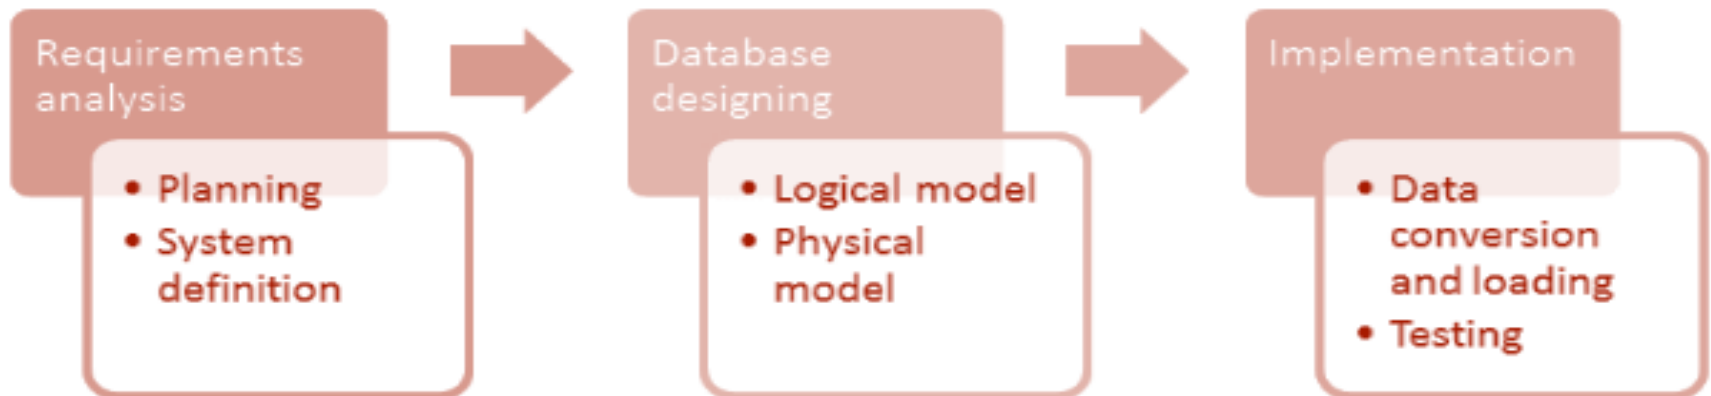 Requirements
analysis
• Planning
• System
definition
Database
designing
• Logical model
• Physical
model
Implementation
• Data
conversion
and loading
• Testing